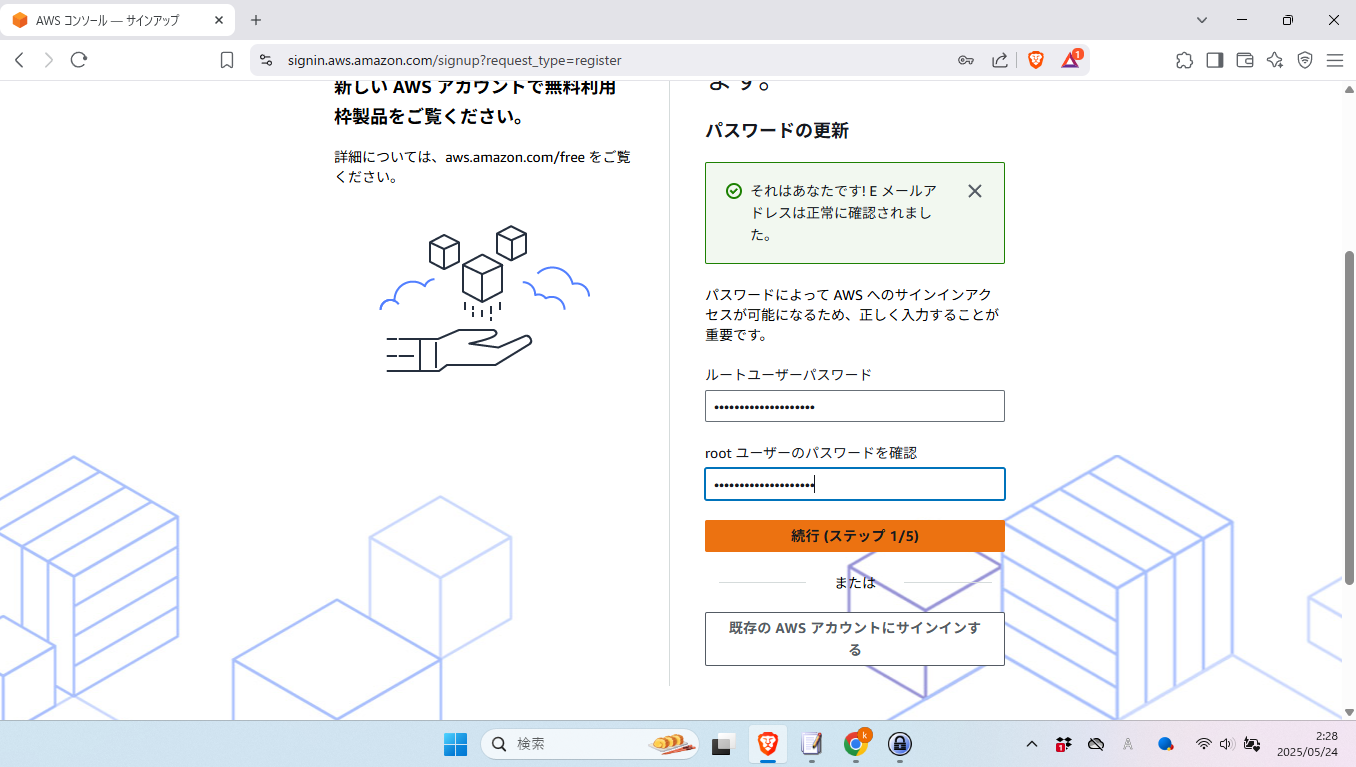 AWS コンソール — サインアップ
signin.aws.amazon.com/signup?request_type=register
1
新しい AWS アカウントで無料利用
枠製品をご覧ください。
詳細については、aws.amazon.com/free をご覧
ください。
ます。
パスワードの更新
それはあなたです! E メールア
ドレスは正常に確認されまし
た。
パスワードによって AWS へのサインインアク
セスが可能になるため、正しく入力することが
重要です。
ルートユーザーパスワード
••••••••••••••••••••
root ユーザーのパスワードを確認
••••••••••••••••••••
続行 (ステップ 1/5)
または
既存の AWS アカウントにサインインす
る
検索
k
1
A
2:28
2025/05/24